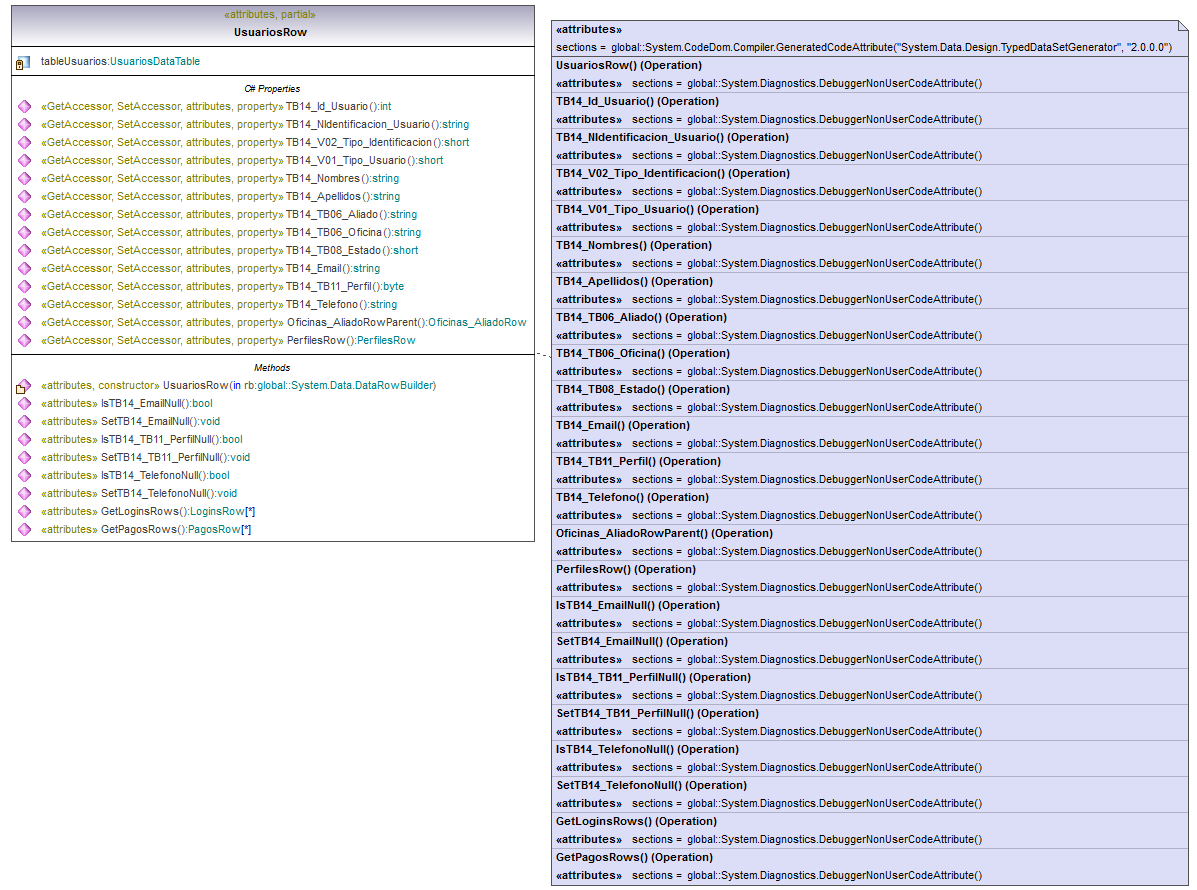 «attributes, partial»
UsuariosRow
tableUsuarios:UsuariosDataTable
C# Properties
«GetAccessor, SetAccessor, attributes, property» TB14_Id_Usuario():int
«GetAccessor, SetAccessor, attributes, property» TB14_NIdentificacion_Usuario():string
«GetAccessor, SetAccessor, attributes, property» TB14_V02_Tipo_Identificacion():short
«GetAccessor, SetAccessor, attributes, property» TB14_V01_Tipo_Usuario():short
«GetAccessor, SetAccessor, attributes, property» TB14_Nombres():string
«GetAccessor, SetAccessor, attributes, property» TB14_Apellidos():string
«GetAccessor, SetAccessor, attributes, property» TB14_TB06_Aliado():string
«GetAccessor, SetAccessor, attributes, property» TB14_TB06_Oficina():string
«GetAccessor, SetAccessor, attributes, property» TB14_TB08_Estado():short
«GetAccessor, SetAccessor, attributes, property» TB14_Email():string
«GetAccessor, SetAccessor, attributes, property» TB14_TB11_Perfil():byte
«GetAccessor, SetAccessor, attributes, property» TB14_Telefono():string
«GetAccessor, SetAccessor, attributes, property» Oficinas_AliadoRowParent():Oficinas_AliadoRow
«GetAccessor, SetAccessor, attributes, property» PerfilesRow():PerfilesRow
Methods
«attributes, constructor» UsuariosRow(in rb:global::System.Data.DataRowBuilder)
«attributes» IsTB14_EmailNull():bool
«attributes» SetTB14_EmailNull():void
«attributes» IsTB14_TB11_PerfilNull():bool
«attributes» SetTB14_TB11_PerfilNull():void
«attributes» IsTB14_TelefonoNull():bool
«attributes» SetTB14_TelefonoNull():void
«attributes» GetLoginsRows():LoginsRow[*]
«attributes» GetPagosRows():PagosRow[*]
«attributes»
sections = global::System.CodeDom.Compiler.GeneratedCodeAttribute("System.Data.Design.TypedDataSetGenerator", "2.0.0.0")
UsuariosRow() (Operation)
«attributes» sections = global::System.Diagnostics.DebuggerNonUserCodeAttribute()
TB14_Id_Usuario() (Operation)
«attributes» sections = global::System.Diagnostics.DebuggerNonUserCodeAttribute()
TB14_NIdentificacion_Usuario() (Operation)
«attributes» sections = global::System.Diagnostics.DebuggerNonUserCodeAttribute()
TB14_V02_Tipo_Identificacion() (Operation)
«attributes» sections = global::System.Diagnostics.DebuggerNonUserCodeAttribute()
TB14_V01_Tipo_Usuario() (Operation)
«attributes» sections = global::System.Diagnostics.DebuggerNonUserCodeAttribute()
TB14_Nombres() (Operation)
«attributes» sections = global::System.Diagnostics.DebuggerNonUserCodeAttribute()
TB14_Apellidos() (Operation)
«attributes» sections = global::System.Diagnostics.DebuggerNonUserCodeAttribute()
TB14_TB06_Aliado() (Operation)
«attributes» sections = global::System.Diagnostics.DebuggerNonUserCodeAttribute()
TB14_TB06_Oficina() (Operation)
«attributes» sections = global::System.Diagnostics.DebuggerNonUserCodeAttribute()
TB14_TB08_Estado() (Operation)
«attributes» sections = global::System.Diagnostics.DebuggerNonUserCodeAttribute()
TB14_Email() (Operation)
«attributes» sections = global::System.Diagnostics.DebuggerNonUserCodeAttribute()
TB14_TB11_Perfil() (Operation)
«attributes» sections = global::System.Diagnostics.DebuggerNonUserCodeAttribute()
TB14_Telefono() (Operation)
«attributes» sections = global::System.Diagnostics.DebuggerNonUserCodeAttribute()
Oficinas_AliadoRowParent() (Operation)
«attributes» sections = global::System.Diagnostics.DebuggerNonUserCodeAttribute()
PerfilesRow() (Operation)
«attributes» sections = global::System.Diagnostics.DebuggerNonUserCodeAttribute()
IsTB14_EmailNull() (Operation)
«attributes» sections = global::System.Diagnostics.DebuggerNonUserCodeAttribute()
SetTB14_EmailNull() (Operation)
«attributes» sections = global::System.Diagnostics.DebuggerNonUserCodeAttribute()
IsTB14_TB11_PerfilNull() (Operation)
«attributes» sections = global::System.Diagnostics.DebuggerNonUserCodeAttribute()
SetTB14_TB11_PerfilNull() (Operation)
«attributes» sections = global::System.Diagnostics.DebuggerNonUserCodeAttribute()
IsTB14_TelefonoNull() (Operation)
«attributes» sections = global::System.Diagnostics.DebuggerNonUserCodeAttribute()
SetTB14_TelefonoNull() (Operation)
«attributes» sections = global::System.Diagnostics.DebuggerNonUserCodeAttribute()
GetLoginsRows() (Operation)
«attributes» sections = global::System.Diagnostics.DebuggerNonUserCodeAttribute()
GetPagosRows() (Operation)
«attributes» sections = global::System.Diagnostics.DebuggerNonUserCodeAttribute()